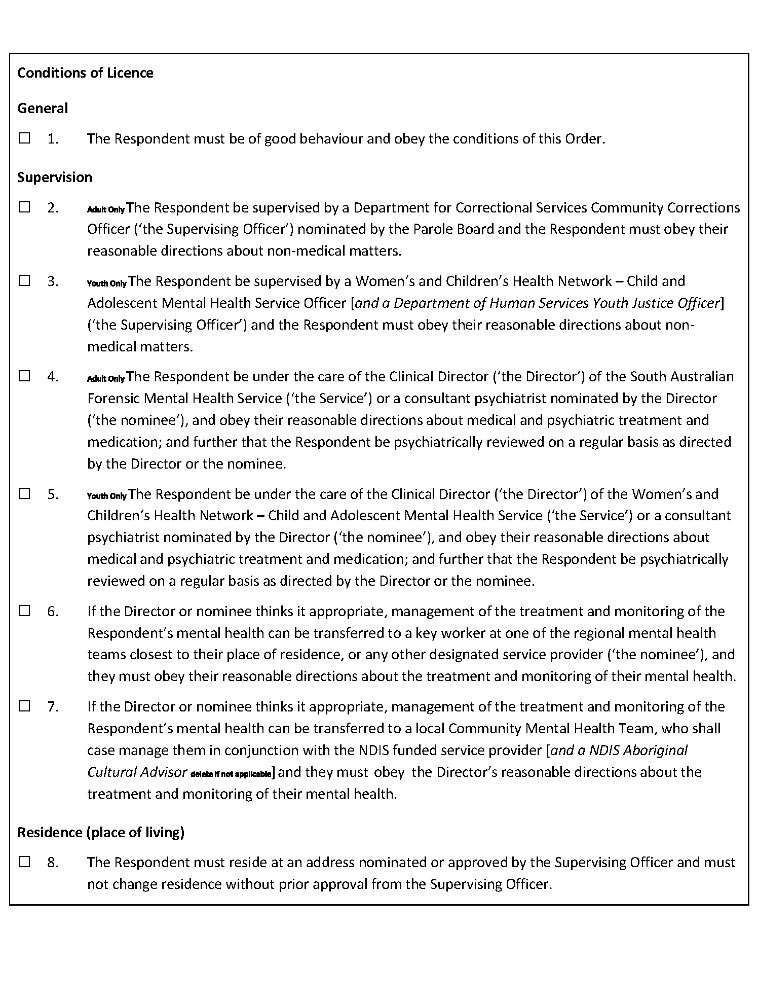 Conditions of Licence
General
☐ 1. The Respondent must be of good behaviour and obey the conditions of this Order.
Supervision
☐ 2. Adult Only The Respondent be supervised by a Department for Correctional Services Community Corrections
Officer (‘the Supervising Officer’) nominated by the Parole Board and the Respondent must obey their
reasonable directions about non-medical matters.
☐ 3. Youth Only The Respondent be supervised by a Women’s and Children’s Health Network – Child and
Adolescent Mental Health Service Officer [and a Department of Human Services Youth Justice Officer]
(‘the Supervising Officer’) and the Respondent must obey their reasonable directions about non-
medical matters.
☐ 4. Adult Only The Respondent be under the care of the Clinical Director (‘the Director’) of the South Australian
Forensic Mental Health Service (‘the Service’) or a consultant psychiatrist nominated by the Director
(‘the nominee’), and obey their reasonable directions about medical and psychiatric treatment and
medication; and further that the Respondent be psychiatrically reviewed on a regular basis as directed
by the Director or the nominee.
☐ 5. Youth Only The Respondent be under the care of the Clinical Director (‘the Director’) of the Women’s and
Children’s Health Network – Child and Adolescent Mental Health Service (‘the Service’) or a consultant
psychiatrist nominated by the Director (‘the nominee’), and obey their reasonable directions about
medical and psychiatric treatment and medication; and further that the Respondent be psychiatrically
reviewed on a regular basis as directed by the Director or the nominee.
☐ 6. If the Director or nominee thinks it appropriate, management of the treatment and monitoring of the
Respondent’s mental health can be transferred to a key worker at one of the regional mental health
teams closest to their place of residence, or any other designated service provider (‘the nominee’), and
they must obey their reasonable directions about the treatment and monitoring of their mental health.
☐ 7. If the Director or nominee thinks it appropriate, management of the treatment and monitoring of the
Respondent’s mental health can be transferred to a local Community Mental Health Team, who shall
case manage them in conjunction with the NDIS funded service provider [and a NDIS Aboriginal
Cultural Advisor delete if not applicable] and they must obey the Director’s reasonable directions about the
treatment and monitoring of their mental health.
Residence (place of living)
☐ 8. The Respondent must reside at an address nominated or approved by the Supervising Officer and must
not change residence without prior approval from the Supervising Officer.